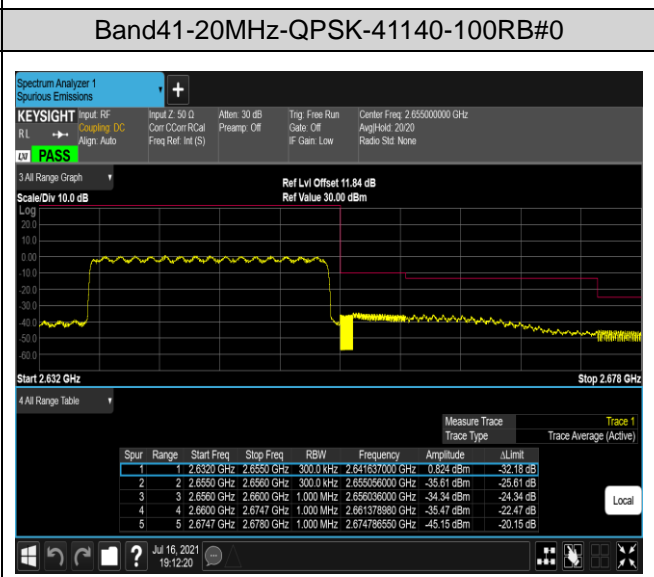 Band41-20MHz-QPSK-41140-100RB#0
Spectrum Analyzer 1
Spurious Emissions
+
KEYSIGHT Input: RF Input Z: 50 Ω Atten: 30 dB Trig: Free Run Center Freq: 2.655000000 GHz
R L Coupling: DC Corr CCorr RCal Preamp: Off Gate: Off Avg|Hold: 20/20
Align: Auto Freq Ref: Int (S) IF Gain: Low Radio Std: None
LXI PASS
3 All Range Graph
Ref Lvl Offset 11.84 dB
Scale/Div 10.0 dB Ref Value 30.00 dBm
Log
20.0
10.0
0.00
-10.0
-20.0
-30.0
-40.0
-50.0
-60.0
Start 2.632 GHz Stop 2.678 GHz
4 All Range Table
Measure Trace Trace 1
Trace Type Trace Average (Active)
Spur Range Start Freq Stop Freq RBW Frequency Amplitude ΔLimit
1 1 2.6320 GHz 2.6550 GHz 300.0 kHz 2.641637000 GHz 0.824 dBm -32.18 dB
2 2 2.6550 GHz 2.6560 GHz 300.0 kHz 2.655056000 GHz -35.61 dBm -25.61 dB
3 3 2.6560 GHz 2.6600 GHz 1.000 MHz 2.656036000 GHz -34.34 dBm -24.34 dB
4 4 2.6600 GHz 2.6747 GHz 1.000 MHz 2.661378980 GHz -35.47 dBm -22.47 dB
5 5 2.6747 GHz 2.6780 GHz 1.000 MHz 2.674786550 GHz -45.15 dBm -20.15 dB
Local
? Jul 16, 2021
19:12:20